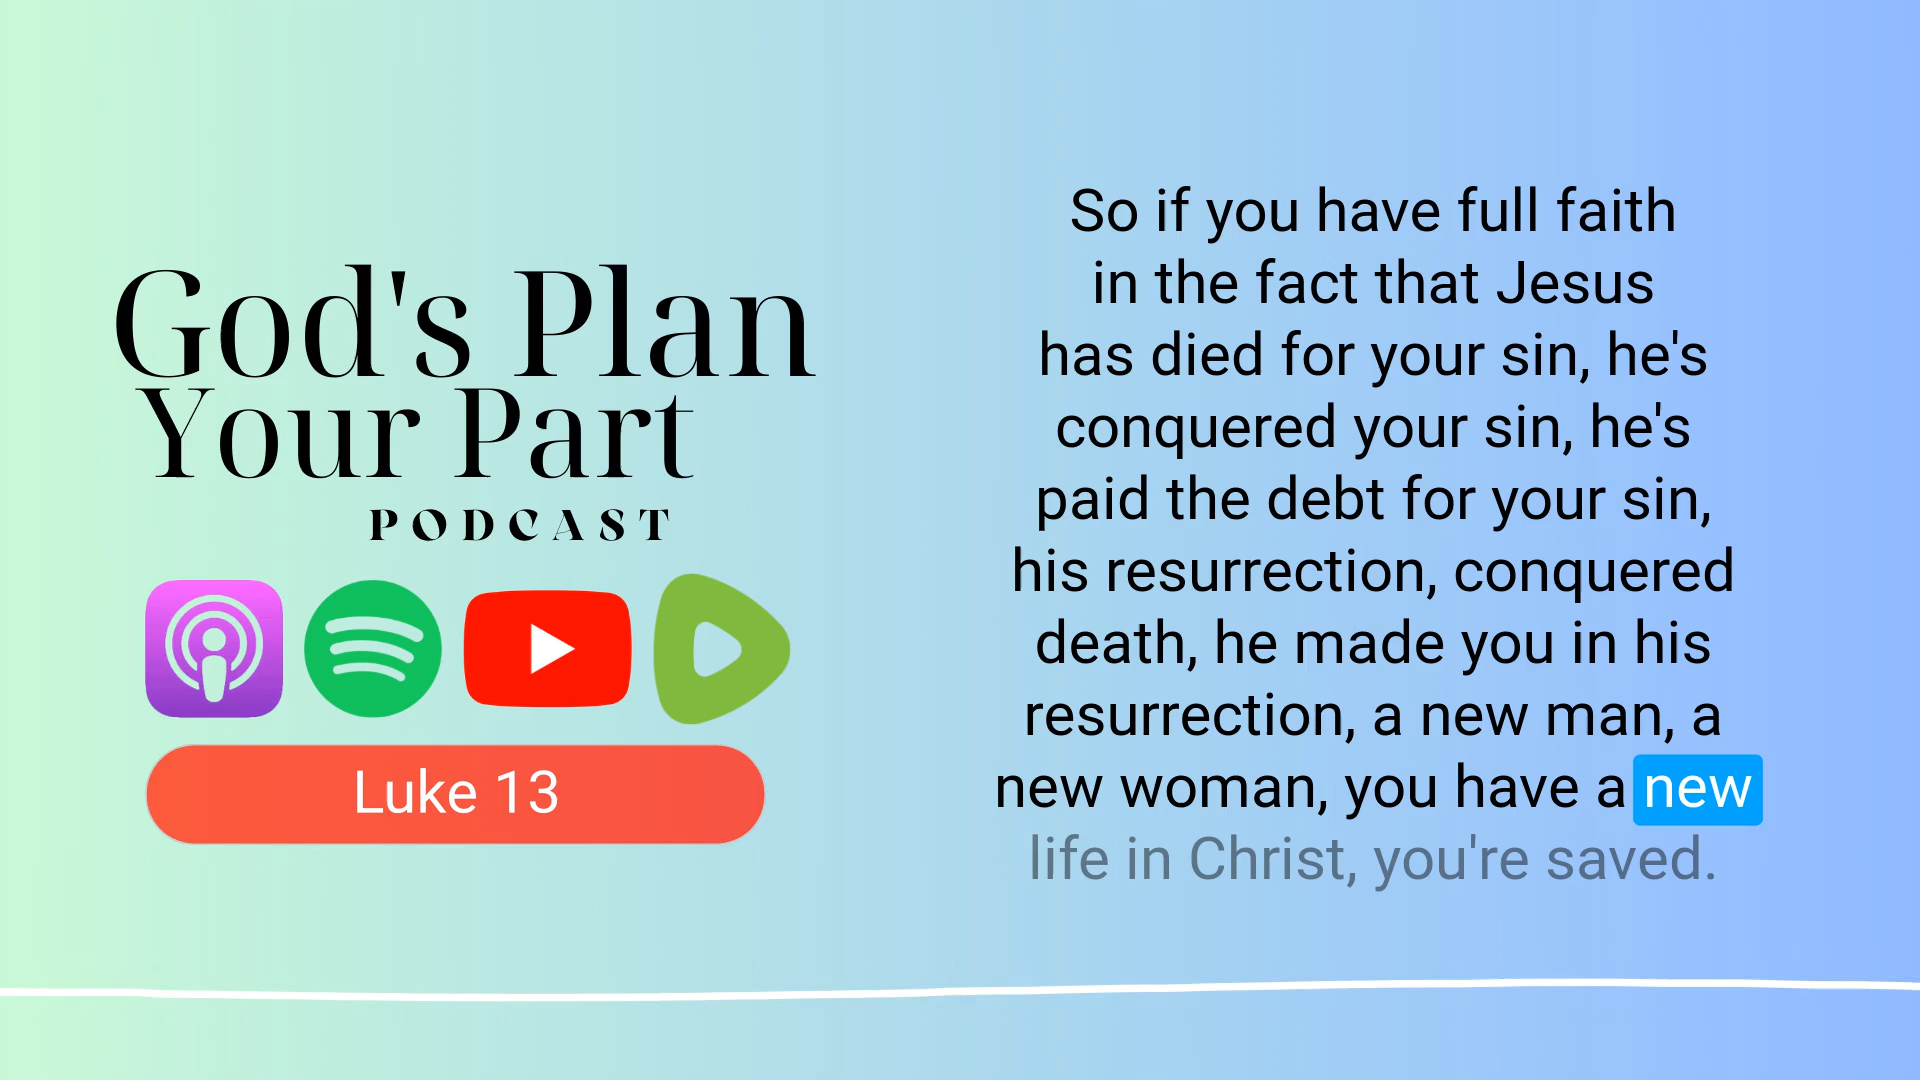 God's Plan
Your Part
PODCAST
Luke 13
So if you have full faith
in the fact that Jesus
has died for your sin, he's
conquered your sin, he's
paid the debt for your sin,
his resurrection, conquered
death, he made you in his
resurrection, a new man, a
new woman, you have a new
life in Christ, you're saved.